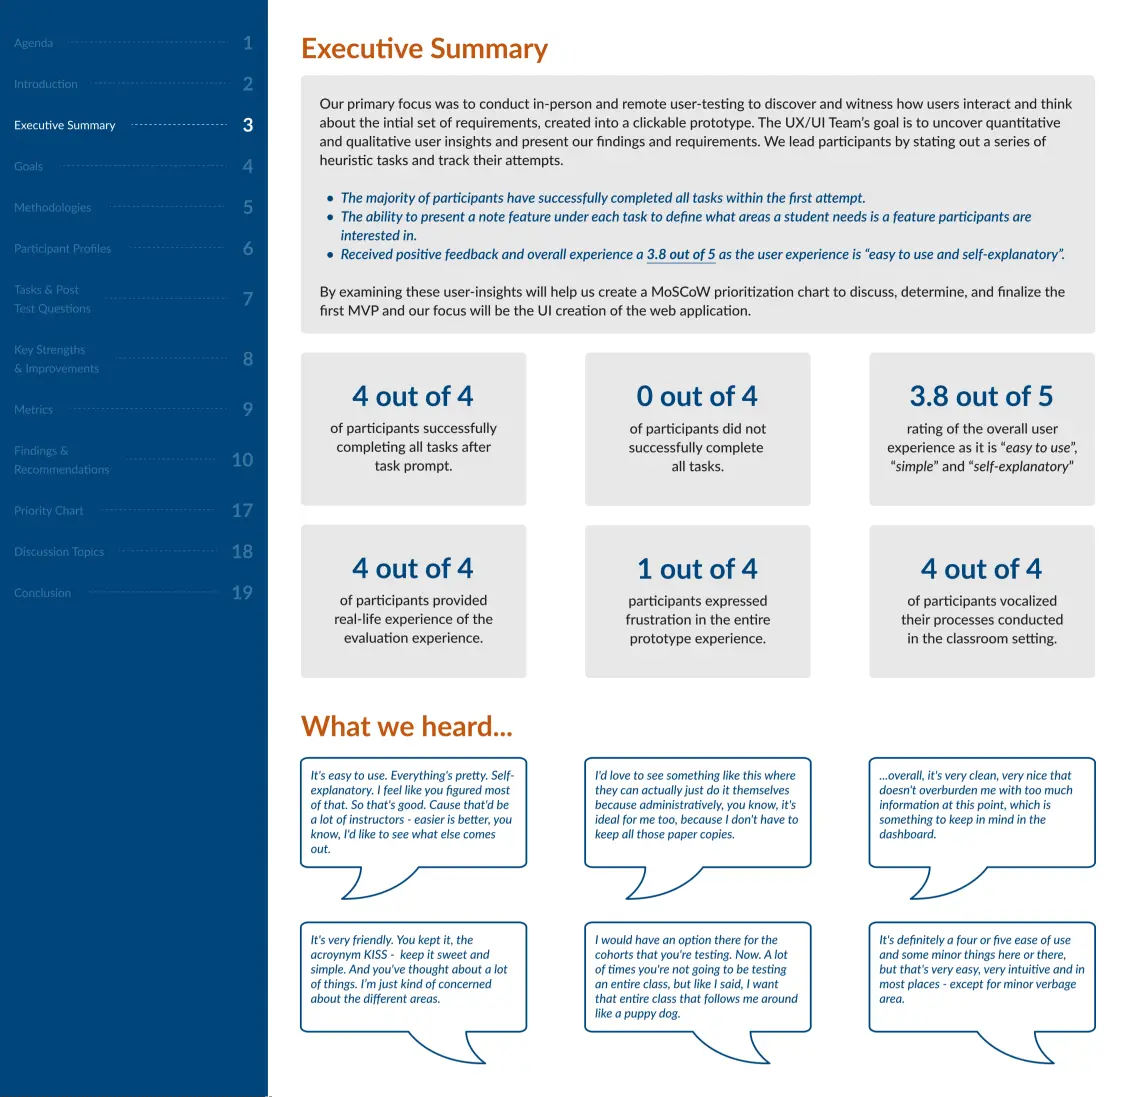 Agenda 1
Introduction 2
Executive Summary 3
Goals 4
Methodologies 5
Participant Profiles 6
Tasks & Post
Test Questions 7
Key Strengths
& Improvements 8
Metrics 9
Findings &
Recommendations 10
Priority Chart 17
Discussion Topics 18
Conclusion 19
Executive Summary
Our primary focus was to conduct in-person and remote user-testing to discover and witness how users interact and think
about the intial set of requirements, created into a clickable prototype. The UX/UI Team's goal is to uncover quantitative
and qualitative user insights and present our findings and requirements. We lead participants by stating out a series of
heuristic tasks and track their attempts.
• The majority of participants have successfully completed all tasks within the first attempt.
• The ability to present a note feature under each task to define what areas a student needs is a feature participants are
interested in.
• Received positive feedback and overall experience a 3.8 out of 5 as the user experience is “easy to use and self-explanatory”.
By examining these user-insights will help us create a MoSCoW prioritization chart to discuss, determine, and finalize the
first MVP and our focus will be the UI creation of the web application.
4 out of 4
of participants successfully
completing all tasks after
task prompt.
0 out of 4
of participants did not
successfully complete
all tasks.
3.8 out of 5
rating of the overall user
experience as it is “easy to use”,
“simple” and “self-explanatory”
4 out of 4
of participants provided
real-life experience of the
evaluation experience.
1 out of 4
participants expressed
frustration in the entire
prototype experience.
4 out of 4
of participants vocalized
their processes conducted
in the classroom setting.
What we heard...
It's easy to use. Everything's pretty. Self-
explanatory. I feel like you figured most
of that. So that's good. Cause that'd be
a lot of instructors - easier is better, you
know, I'd like to see what else comes
out.
I'd love to see something like this where
they can actually just do it themselves
because administratively, you know, it's
ideal for me too, because I don't have to
keep all those paper copies.
...overall, it's very clean, very nice that
doesn't overburden me with too much
information at this point, which is
something to keep in mind in the
dashboard.
It's very friendly. You kept it, the
acroynym KISS - keep it sweet and
simple. And you've thought about a lot
of things. I'm just kind of concerned
about the different areas.
I would have an option there for the
cohorts that you're testing. Now. A lot
of times you're not going to be testing
an entire class, but like I said, I want
that entire class that follows me around
like a puppy dog.
It's definitely a four or five ease of use
and some minor things here or there,
but that's very easy, very intuitive and in
most places - except for minor verbage
area.